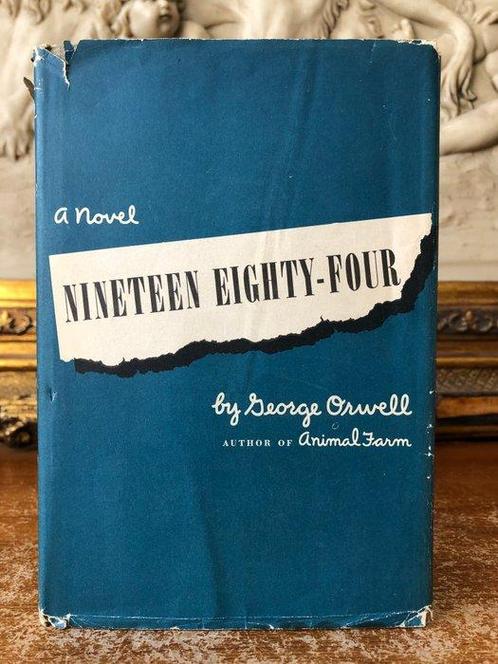 a Novel
NINETEEN EIGHTY-FOUR
by George Orwell
AUTHOR OF Animal Farm